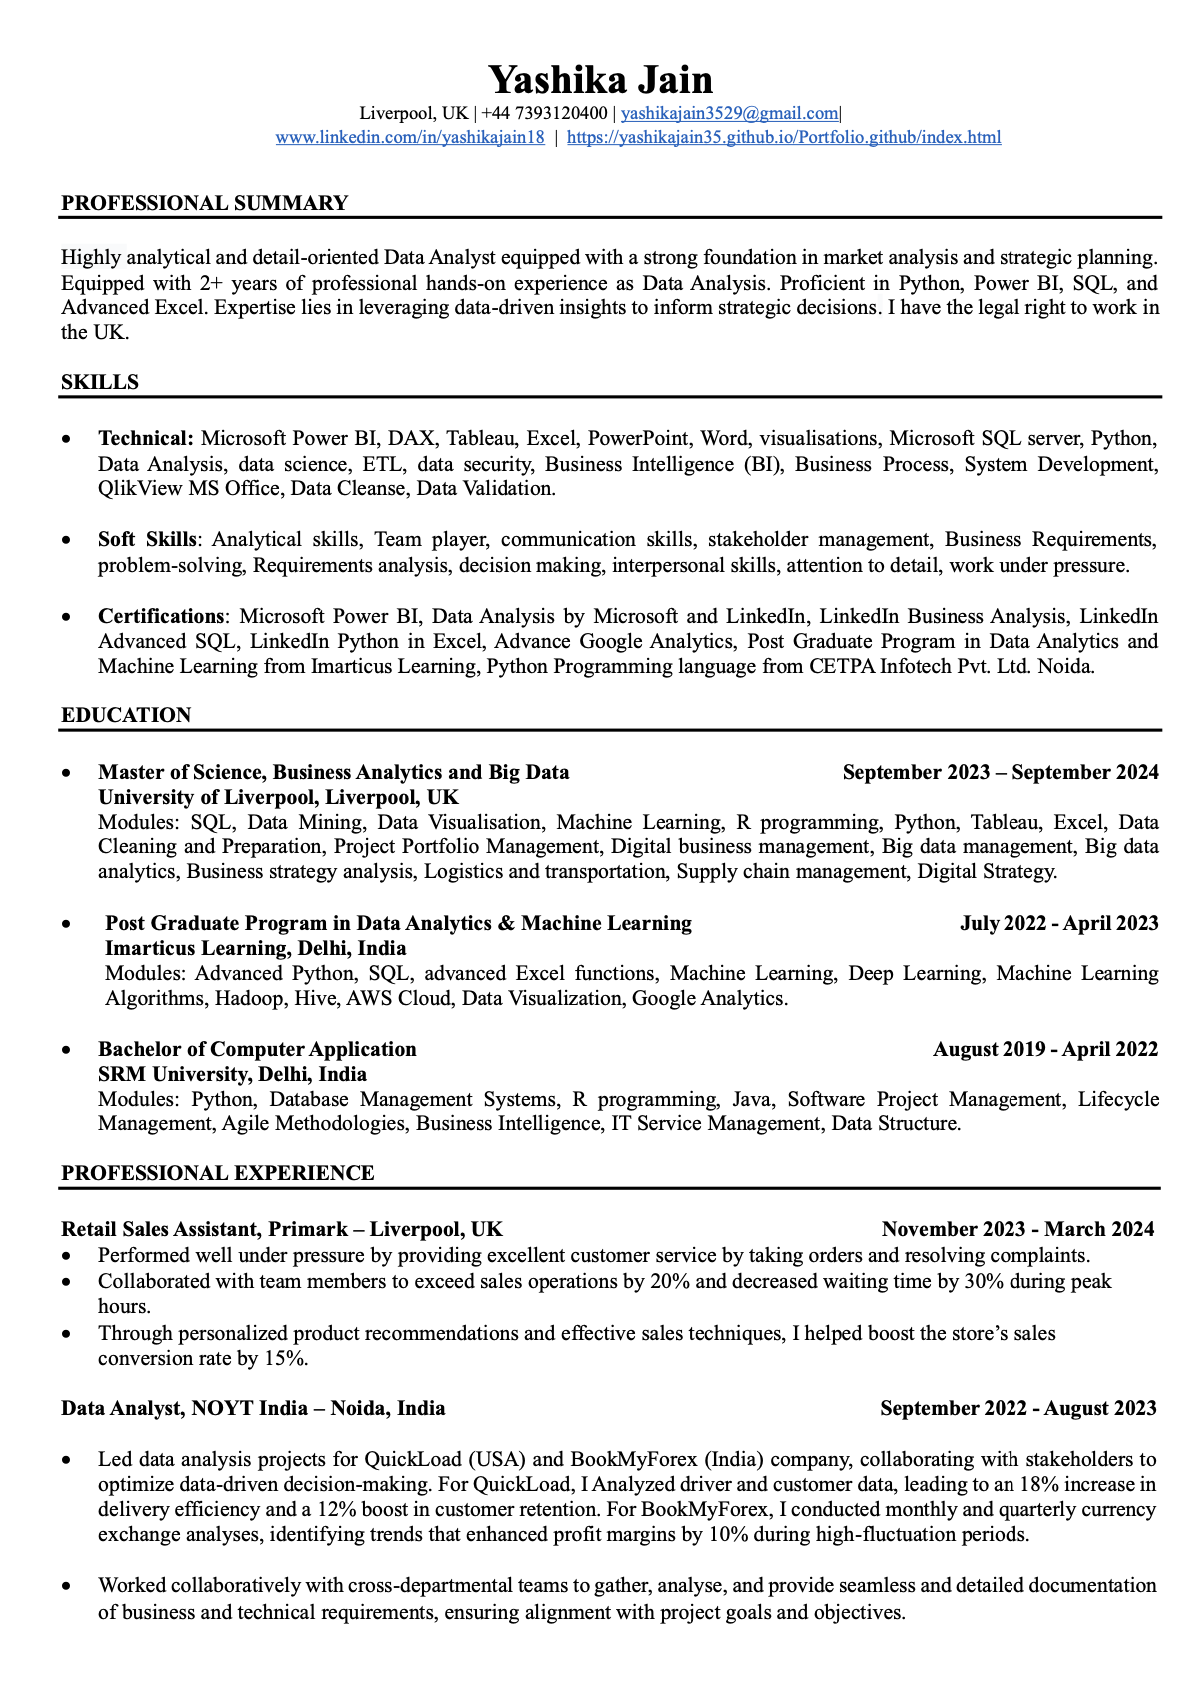 Yashika Jain
Liverpool, UK | +44 7393120400 | yashikajain3529@gmail.com|
www.linkedin.com/in/yashikajain18 | https://yashikajain35.github.io/Portfolio.github/index.html
PROFESSIONAL SUMMARY
Highly analytical and detail-oriented Data Analyst equipped with a strong foundation in market analysis and strategic planning.
Equipped with 2+ years of professional hands-on experience as Data Analysis. Proficient in Python, Power BI, SQL, and
Advanced Excel. Expertise lies in leveraging data-driven insights to inform strategic decisions. I have the legal right to work in
the UK.
SKILLS
• Technical: Microsoft Power BI, DAX, Tableau, Excel, PowerPoint, Word, visualisations, Microsoft SQL server, Python,
Data Analysis, data science, ETL, data security, Business Intelligence (BI), Business Process, System Development,
QlikView MS Office, Data Cleanse, Data Validation.
• Soft Skills: Analytical skills, Team player, communication skills, stakeholder management, Business Requirements,
problem-solving, Requirements analysis, decision making, interpersonal skills, attention to detail, work under pressure.
• Certifications: Microsoft Power BI, Data Analysis by Microsoft and LinkedIn, LinkedIn Business Analysis, LinkedIn
Advanced SQL, LinkedIn Python in Excel, Advance Google Analytics, Post Graduate Program in Data Analytics and
Machine Learning from Imarticus Learning, Python Programming language from CETPA Infotech Pvt. Ltd. Noida.
EDUCATION
• Master of Science, Business Analytics and Big Data September 2023 – September 2024
University of Liverpool, Liverpool, UK
Modules: SQL, Data Mining, Data Visualisation, Machine Learning, R programming, Python, Tableau, Excel, Data
Cleaning and Preparation, Project Portfolio Management, Digital business management, Big data management, Big data
analytics, Business strategy analysis, Logistics and transportation, Supply chain management, Digital Strategy.
• Post Graduate Program in Data Analytics & Machine Learning July 2022 - April 2023
Imarticus Learning, Delhi, India
Modules: Advanced Python, SQL, advanced Excel functions, Machine Learning, Deep Learning, Machine Learning
Algorithms, Hadoop, Hive, AWS Cloud, Data Visualization, Google Analytics.
• Bachelor of Computer Application August 2019 - April 2022
SRM University, Delhi, India
Modules: Python, Database Management Systems, R programming, Java, Software Project Management, Lifecycle
Management, Agile Methodologies, Business Intelligence, IT Service Management, Data Structure.
PROFESSIONAL EXPERIENCE
Retail Sales Assistant, Primark – Liverpool, UK November 2023 - March 2024
• Performed well under pressure by providing excellent customer service by taking orders and resolving complaints.
• Collaborated with team members to exceed sales operations by 20% and decreased waiting time by 30% during peak
hours.
• Through personalized product recommendations and effective sales techniques, I helped boost the store’s sales
conversion rate by 15%.
Data Analyst, NOYT India – Noida, India September 2022 - August 2023
• Led data analysis projects for QuickLoad (USA) and BookMyForex (India) company, collaborating with stakeholders to
optimize data-driven decision-making. For QuickLoad, I Analyzed driver and customer data, leading to an 18% increase in
delivery efficiency and a 12% boost in customer retention. For BookMyForex, I conducted monthly and quarterly currency
exchange analyses, identifying trends that enhanced profit margins by 10% during high-fluctuation periods.
• Worked collaboratively with cross-departmental teams to gather, analyse, and provide seamless and detailed documentation
of business and technical requirements, ensuring alignment with project goals and objectives.